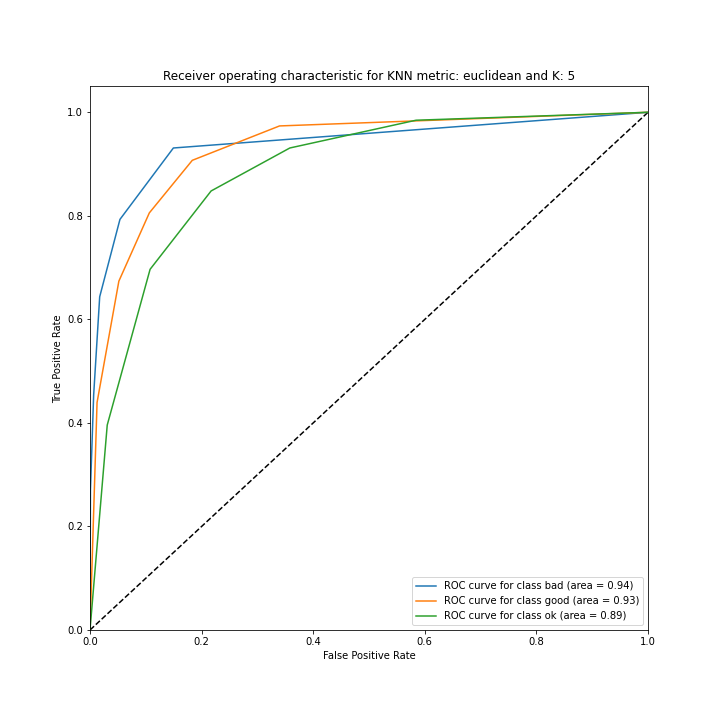 Receiver operating characteristic for KNN metric: euclidean and K: 5
1.0
0.8
0.6
0.4
0.2
0.0
True Positive Rate
ROC curve for class bad (area = 0.94)
ROC curve for class good (area = 0.93)
ROC curve for class ok (area = 0.89)
0.0 0.2 0.4 0.6 0.8 1.0
False Positive Rate